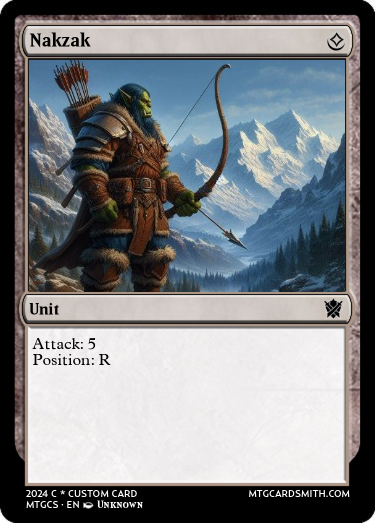 Nakzak
Unit
Attack: 5
Position: R
2024 C * CUSTOM CARD
MTGCS · EN Unknown
MTGCARDSMITH.COM